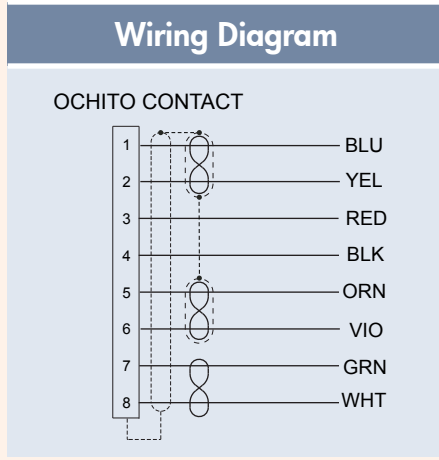 Wiring Diagram
OCHITO CONTACT
1 BLU
2 YEL
3 RED
4 BLK
5 ORN
6 VIO
7 GRN
8 WHT